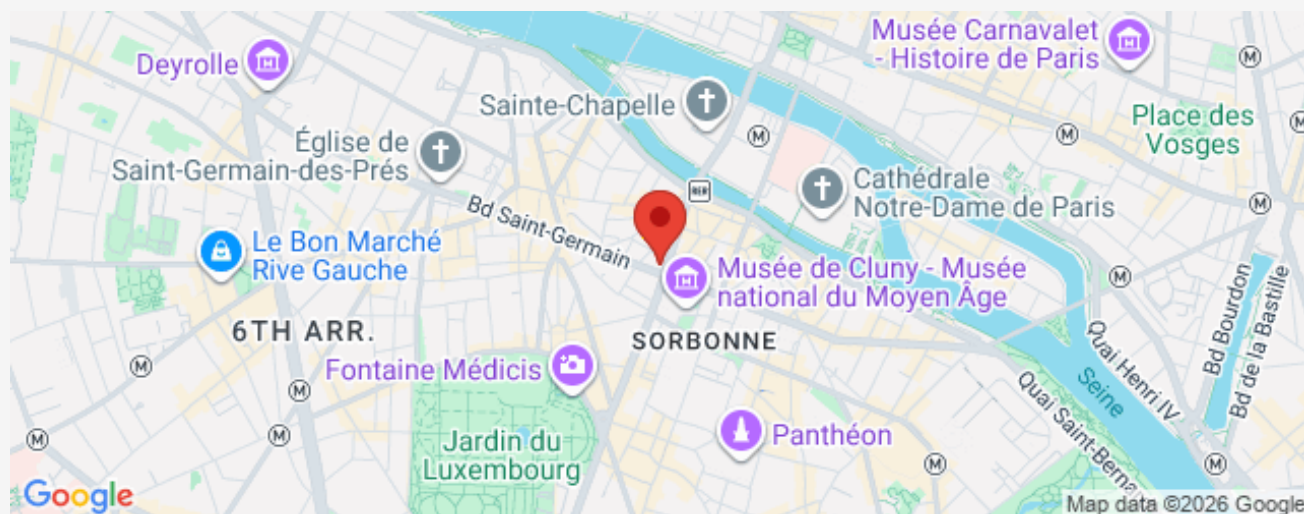 Deyrolle
Musée Carnavalet
- Histoire de Paris
Sainte-Chapelle
Place des
Vosges
Église de
Saint-Germain-des-Prés
RER
Cathédrale
Notre-Dame de Paris
Bd Saint-Germain
Le Bon Marché
Rive Gauche
Musée de Cluny - Musée
national du Moyen Âge
Bd Bourdon
Bd de la Bastille
6TH ARR.
SORBONNE
Fontaine Médicis
Quai Henri IV
Seine
Quai Saint-Berna
Panthéon
Jardin du
Luxembourg
M
M
M
M
M
M
M
M
M
M
M
Google
Map data ©2026 Google